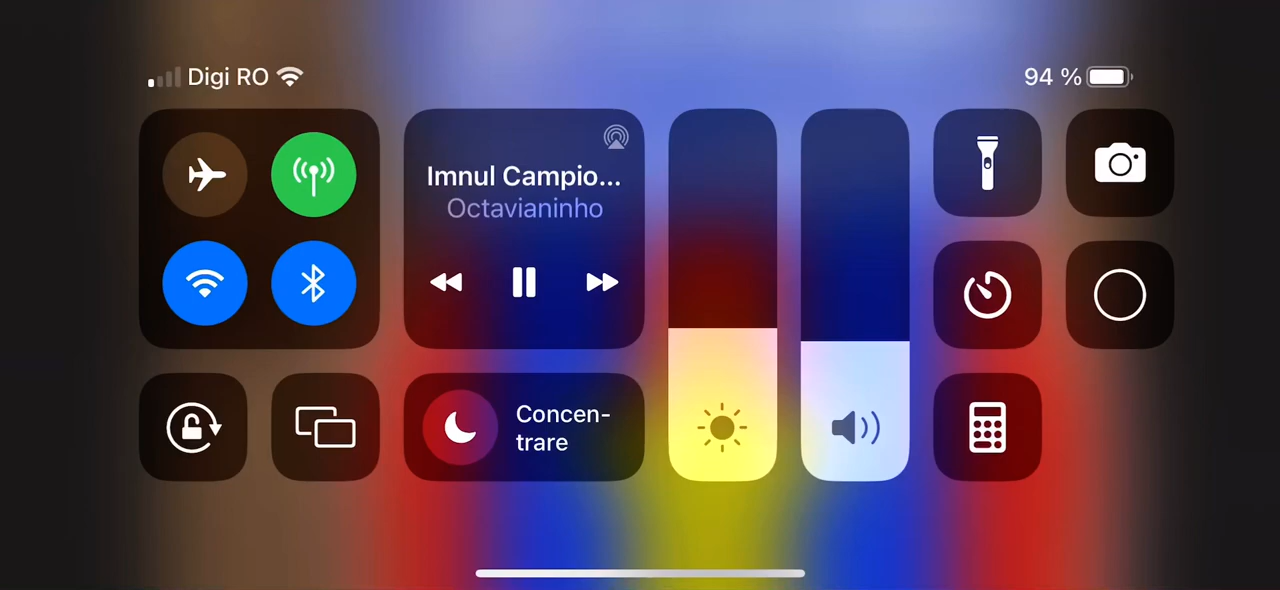 Digi RO
94 %
Imnul Campio...
Octavianinho
Concen-
trare